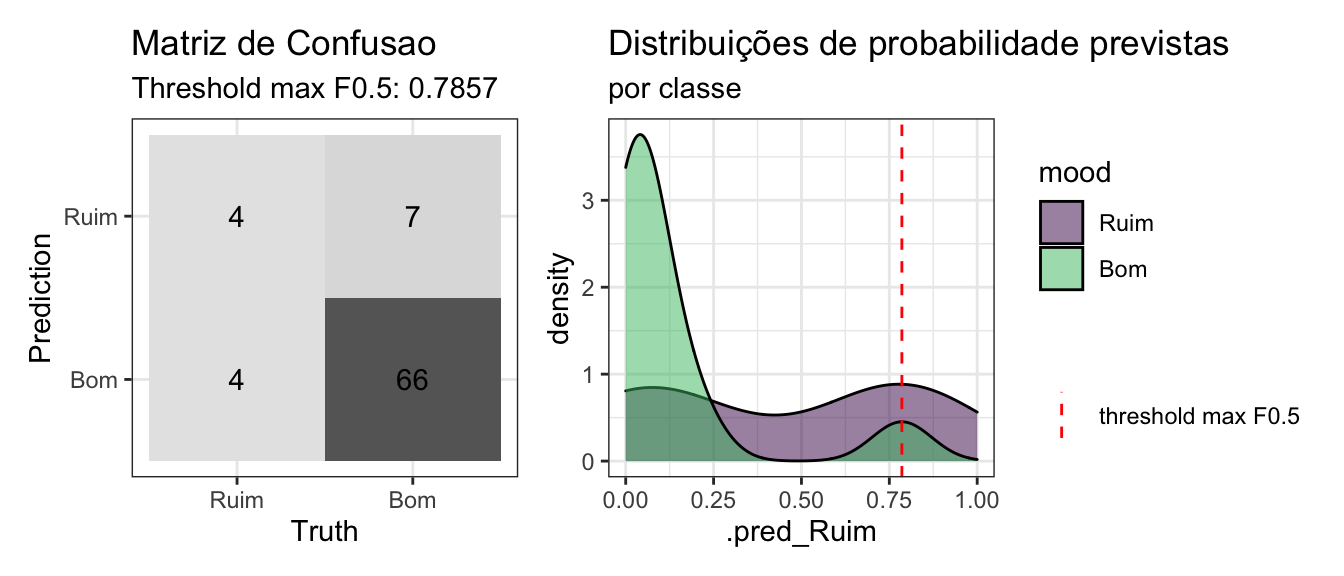 Matriz de Confusao
Threshold max F0.5: 0.7857
Prediction
Ruim
Bom
4
7
4
66
Ruim
Bom
Truth
Distribuições de probabilidade previstas
por classe
density
3
2
1
0
0.00
0.25
0.50
0.75
1.00
.pred_Ruim
mood
Ruim
Bom
threshold max F0.5